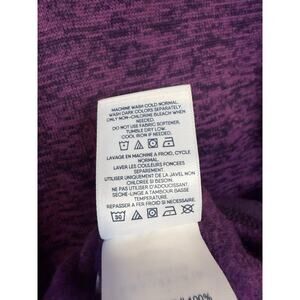 MACHINE WASH COLD NORMAL.
WASH DARK COLORS SEPARATELY.
ONLY NON-CHLORINE BLEACH WHEN
NEEDED.
DO NOT USE FABRIC SOFTENER.
TUMBLE DRY LOW.
COOL IRON IF NEEDED.
LAVAGE EN MACHINE A FROID, CYCLE
NORMAL.
LAVER LES COULEURS FONCEES
SEPAREMENT.
UTILISER UNIQUEMENT DE LA JAVEL NON
CHLOREE SI BESOIN.
NE PAS UTILISER D'ADOUCISSANT
SECHE-LINGE A TAMBOUR BASSE
TEMPERATURE.
REPASSER A FER FROID SI NECESSAIRE.
30
100%